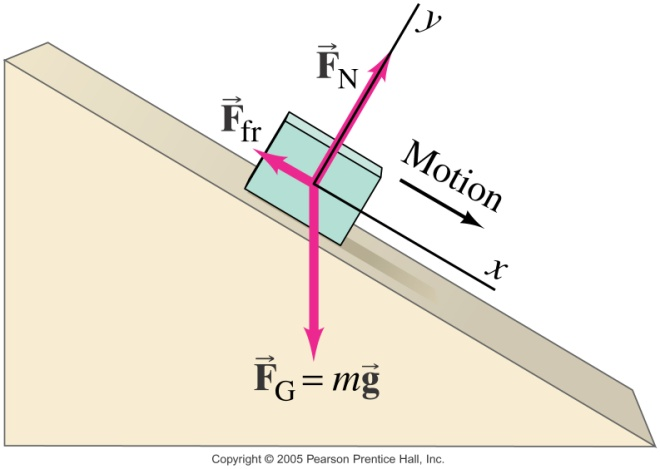 y
F⃗N
F⃗fr
Motion
x
F⃗G = mg⃗
Copyright © 2005 Pearson Prentice Hall, Inc.